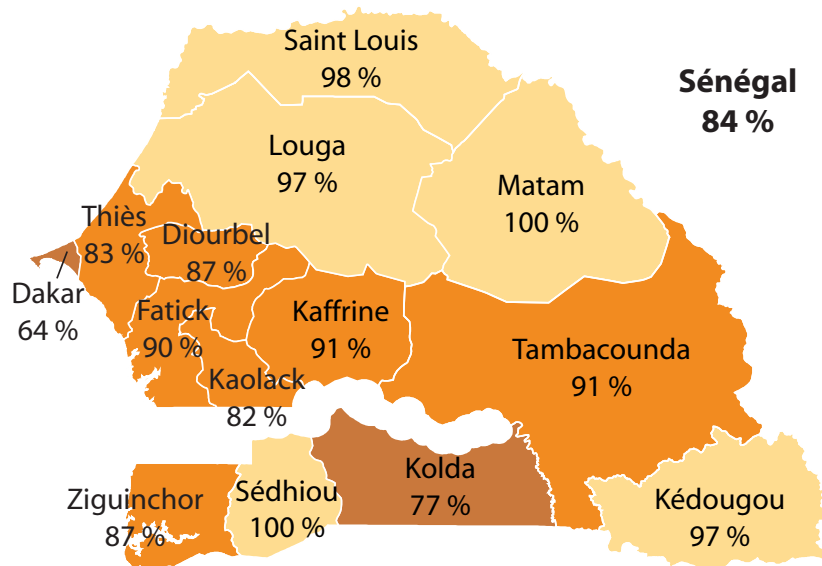 Saint Louis
98 %
Sénégal
84 %
Louga
97 %
Matam
100 %
Thiès
83 %
Diourbel
87 %
Dakar
64 %
Fatick
90 %
Kaffrine
91 %
Kaolack
82 %
Tambacounda
91 %
Ziguinchor
87 %
Sédhiou
100 %
Kolda
77 %
Kédougou
97 %